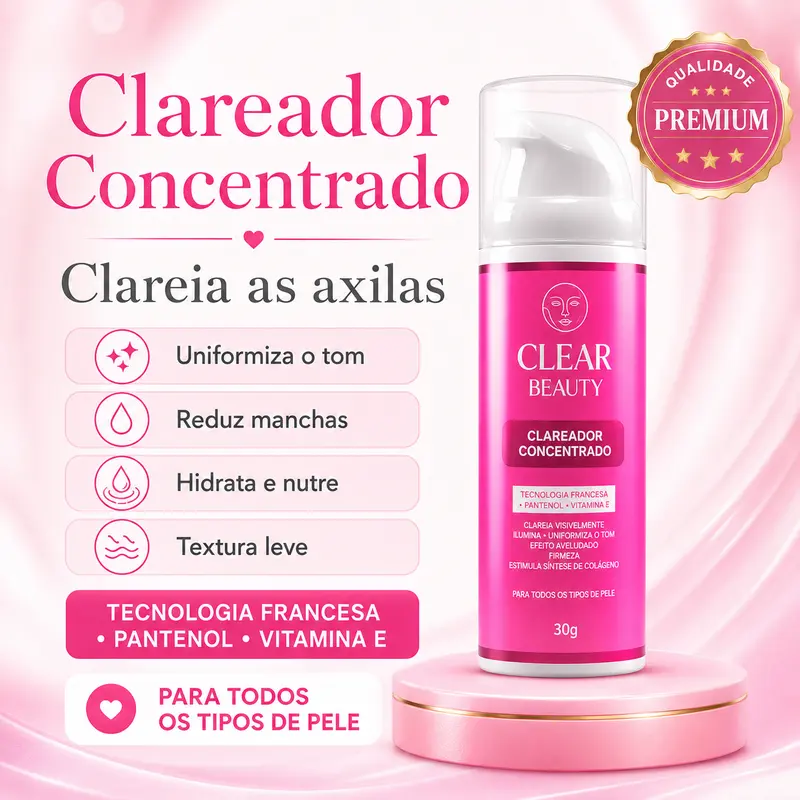 Clareador
Concentrado
Clareia as axilas
Uniformiza o tom
Reduz manchas
Hidrata e nutre
Textura leve
TECNOLOGIA FRANCESA
• PANTENOL • VITAMINA E
PARA TODOS
OS TIPOS DE PELE
QUALIDADE
PREMIUM
CLEAR
BEAUTY
CLAREADOR
CONCENTRADO
TECNOLOGIA FRANCESA
• PANTENOL • VITAMINA E
CLAREIA VISIVELMENTE
ILUMINA • UNIFORMIZA O TOM
EFEITO AVELUDADO
FIRMEZA
ESTIMULA SÍNTESE DE COLÁGENO
PARA TODOS OS TIPOS DE PELE
30g